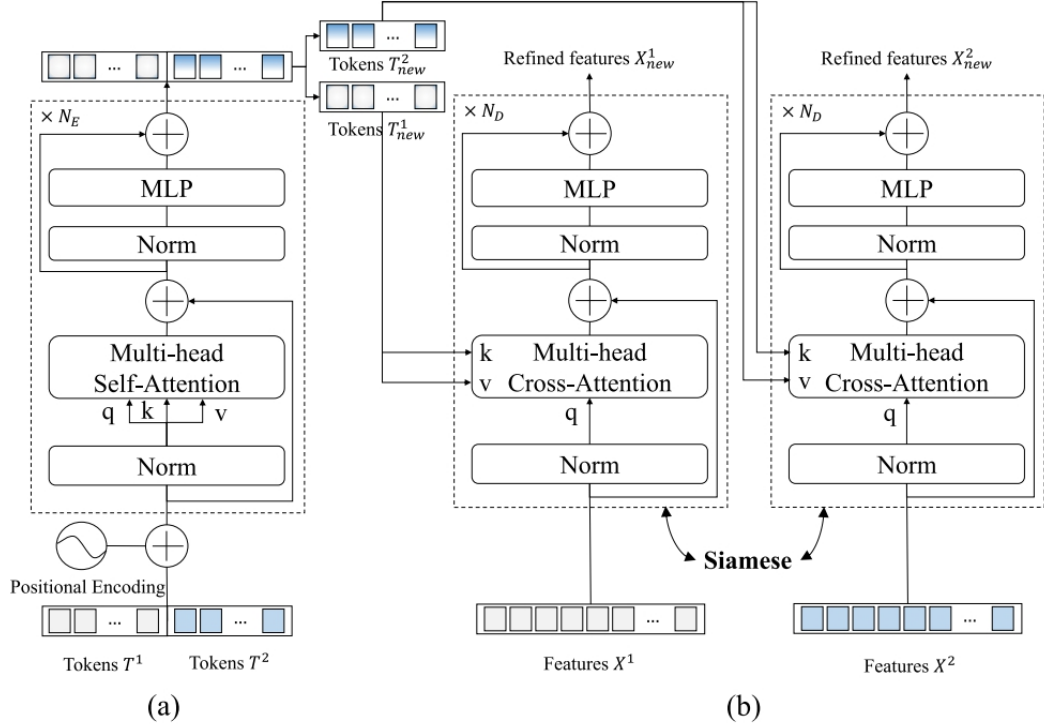 ...
...
...
Tokens T²new
...
Tokens T¹new
× N_E
MLP
Norm
Multi-head
Self-Attention
q k v
Norm
Positional Encoding
...
...
Tokens T¹
Tokens T²
(a)
Refined features X¹new
× N_D
MLP
Norm
k
Multi-head
v
Cross-Attention
q
Norm
Refined features X²new
× N_D
MLP
Norm
k
Multi-head
v
Cross-Attention
q
Norm
Siamese
...
Features X¹
...
Features X²
(b)